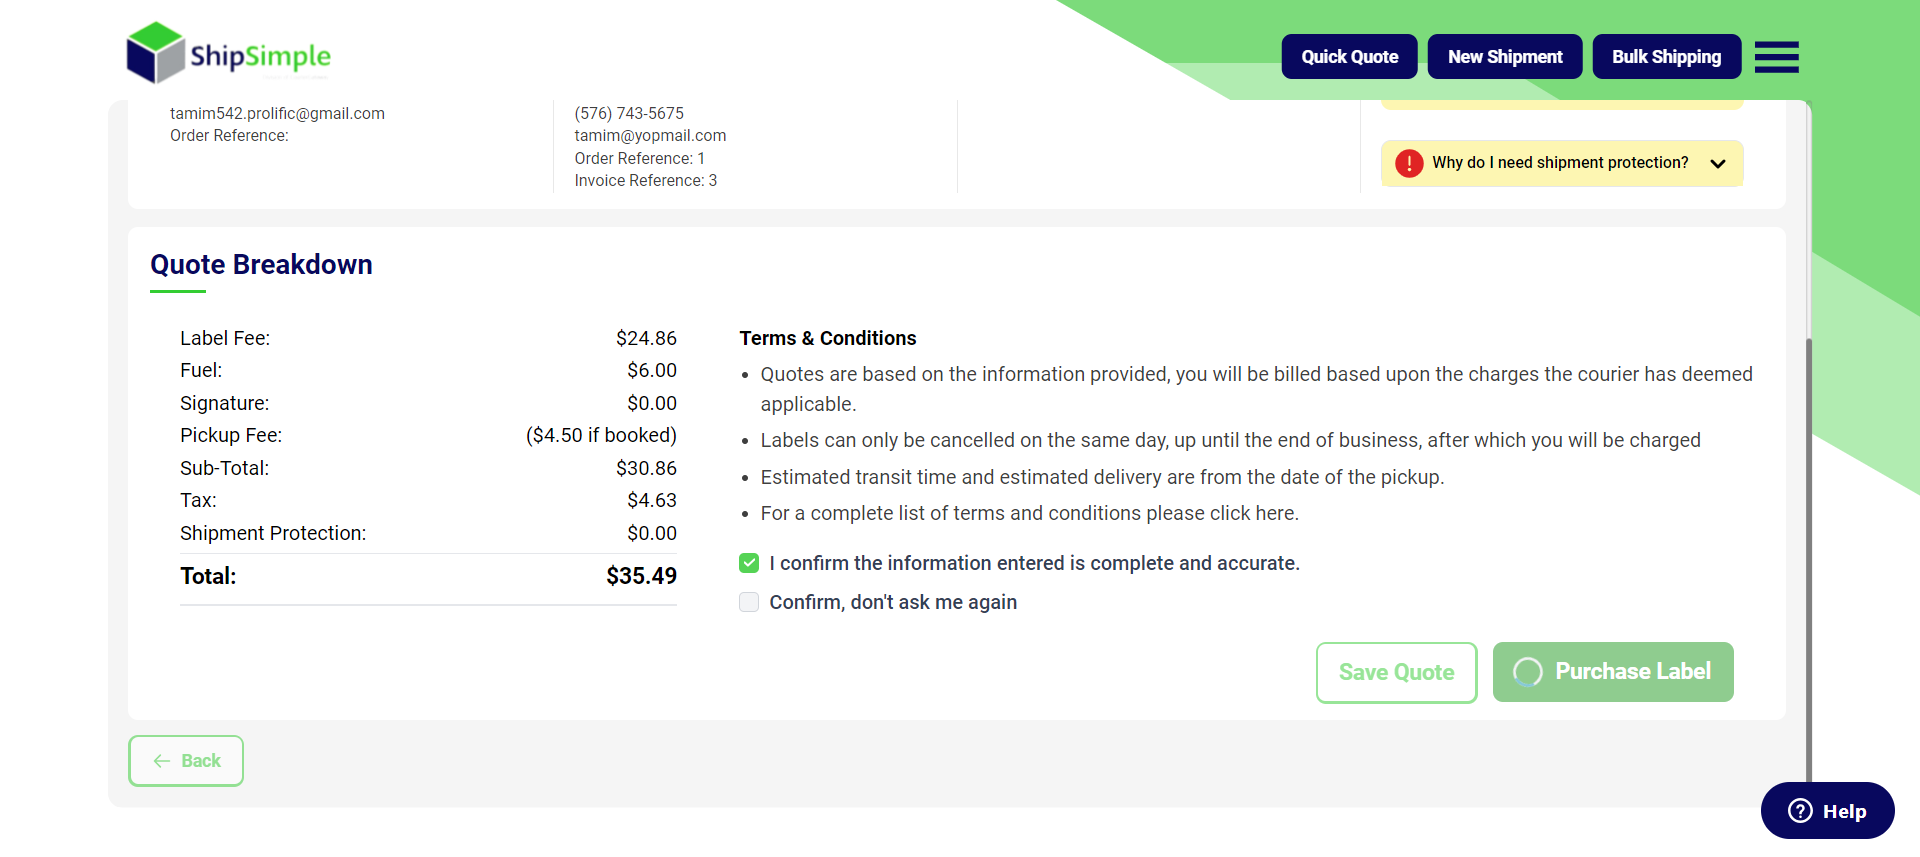 ShipSimple
Quick Quote
New Shipment
Bulk Shipping
tamim542.prolific@gmail.com
Order Reference:
(576) 743-5675
tamim@yopmail.com
Order Reference: 1
Invoice Reference: 3
Why do I need shipment protection?
Quote Breakdown
Label Fee: $24.86
Fuel: $6.00
Signature: $0.00
Pickup Fee: ($4.50 if booked)
Sub-Total: $30.86
Tax: $4.63
Shipment Protection: $0.00
Total: $35.49
Terms & Conditions
Quotes are based on the information provided, you will be billed based upon the charges the courier has deemed
applicable.
Labels can only be cancelled on the same day, up until the end of business, after which you will be charged
Estimated transit time and estimated delivery are from the date of the pickup.
For a complete list of terms and conditions please click here.
I confirm the information entered is complete and accurate.
Confirm, don't ask me again
Save Quote
Purchase Label
Back
Help